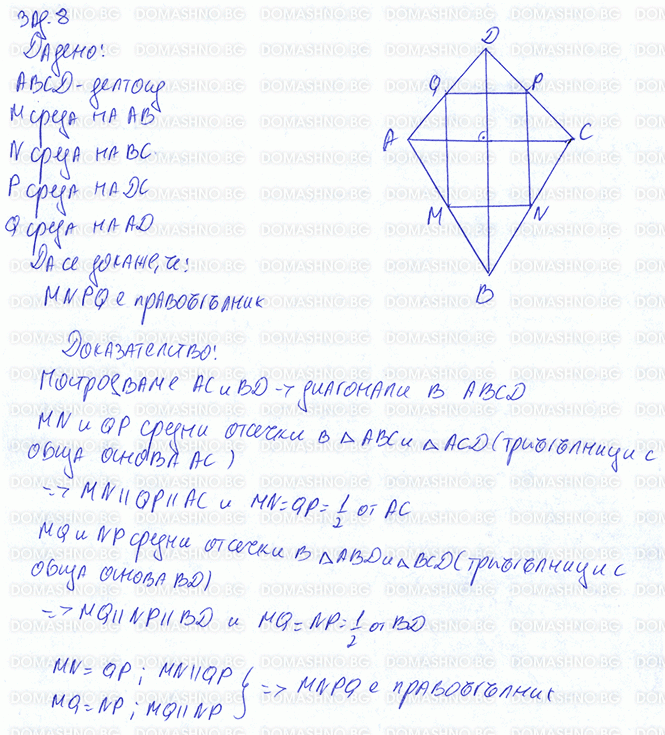 Зад. 8
Дадено:
ABCD - делтоид
M среда на AB
N среда на BC
P среда на DC
Q среда на AD
Да се докаже, че:
MNPQ е правоъгълник
Доказателство:
Построяваме AC и BD → диагонали в ABCD
MN и QP средни отсечки в △ABC и △ACD (триъгълници с
обща основа AC)
=> MN || QP || AC и MN = QP = 1/2 от AC
MQ и NP средни отсечки в △ABD и △BCD (триъгълници с
обща основа BD)
=> MQ || NP || BD и MQ = NP = 1/2 от BD
MN = QP ; MN || QP
MQ = NP ; MQ || NP } => MNPQ е правоъгълник
D
Q P
A C
M N
B
DOMASHNO.BG